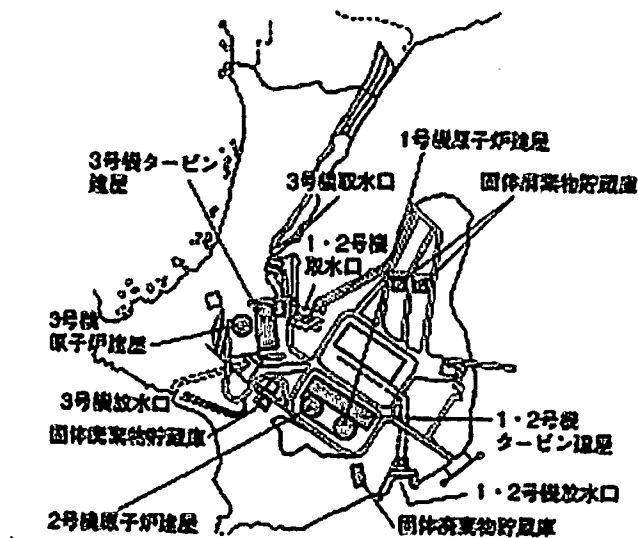 1号機原子炉建屋
3号機タービン
建屋
3号機取水口
固体廃棄物貯蔵庫
1・2号機
取水口
3号機
原子炉建屋
3号機放水口
固体廃棄物貯蔵庫
1・2号機
タービン建屋
2号機原子炉建屋
1・2号機放水口
固体廃棄物貯蔵庫